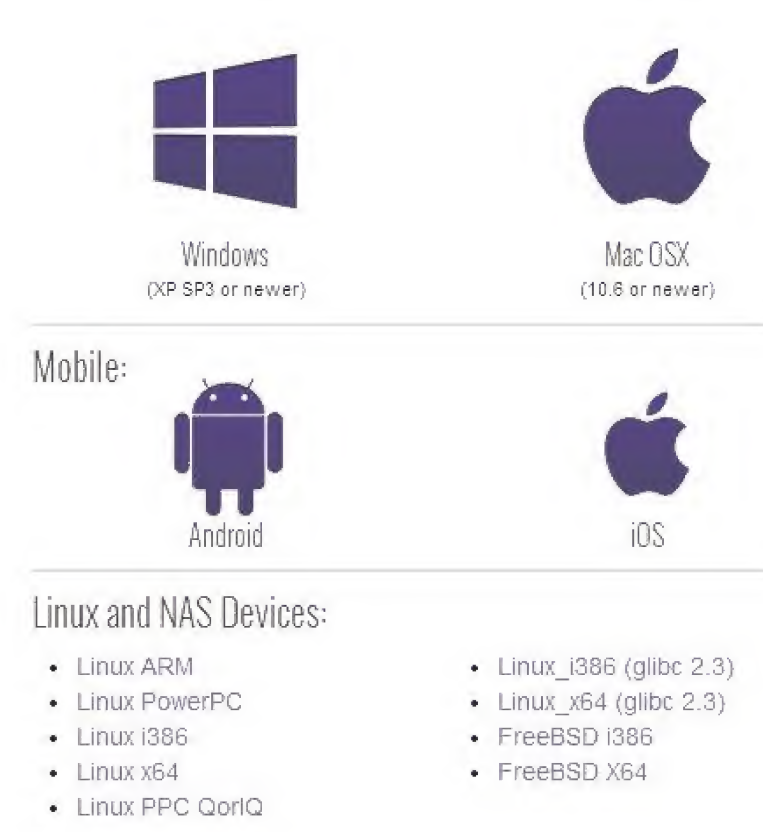 Windows
(XP SP3 or newer)
Mac OSX
(10.6 or newer)
Mobile:
Android
iOS
Linux and NAS Devices:
• Linux ARM
• Linux PowerPC
• Linux i386
• Linux x64
• Linux PPC QorIQ
• Linux_i386 (glibc 2.3)
• Linux_x64 (glibc 2.3)
• FreeBSD i386
• FreeBSD X64